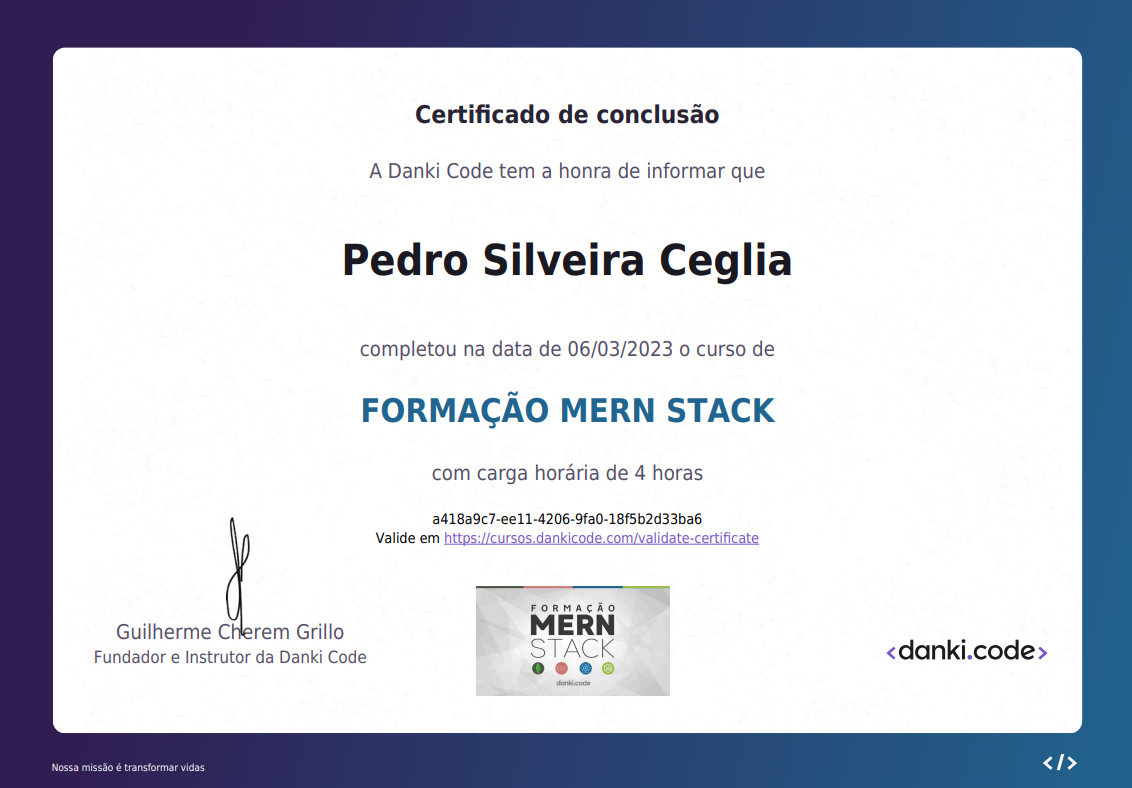 Certificado de conclusão
A Danki Code tem a honra de informar que
Pedro Silveira Ceglia
completou na data de 06/03/2023 o curso de
FORMAÇÃO MERN STACK
com carga horária de 4 horas
a418a9c7-ee11-4206-9fa0-18f5b2d33ba6
Valide em https://cursos.dankicode.com/validate-certificate
Guilherme Cherem Grillo
Fundador e Instrutor da Danki Code
FORMAÇÃO
MERN
STACK
danki.code
<danki.code>
Nossa missão é transformar vidas
</>